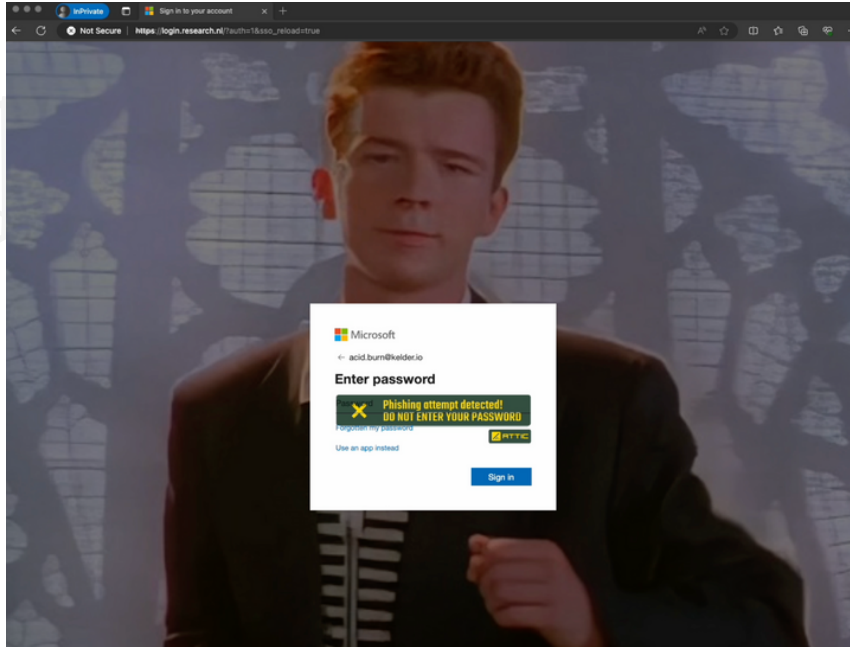 InPrivate
Sign in to your account
Not Secure | https://login.research.nl/?auth=1&sso_reload=true
Microsoft
← acid.burn@kelder.io
Enter password
Phishing attempt detected!
DO NOT ENTER YOUR PASSWORD
Forgotten my password
ATTIC
Use an app instead
Sign in